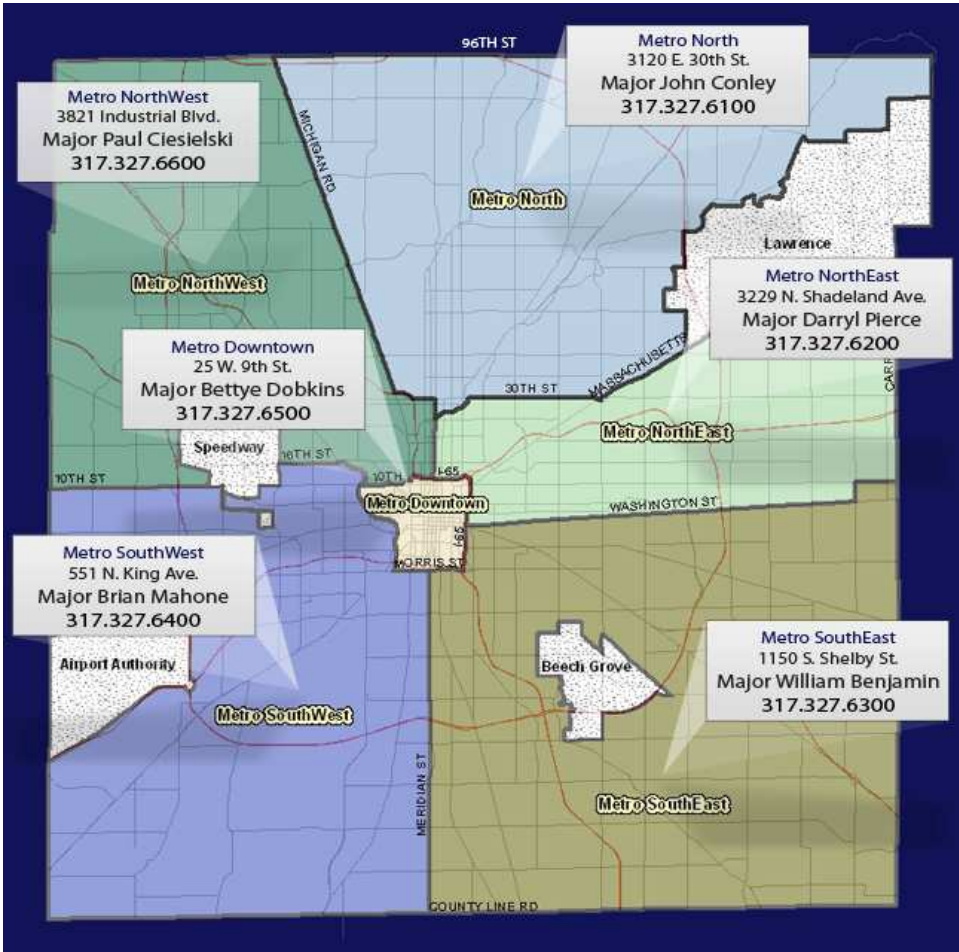 96TH ST
Metro North
3120 E. 30th St.
Major John Conley
317.327.6100
Metro NorthWest
3821 Industrial Blvd.
Major Paul Ciesielski
317.327.6600
MICHIGAN RD
Metro North
Lawrence
Metro NorthWest
Metro NorthEast
3229 N. Shadeland Ave.
Major Darryl Pierce
317.327.6200
Metro Downtown
25 W. 9th St.
Major Bettye Dobkins
317.327.6500
MASSACHUSETTS
CARR
30TH ST
Metro NorthEast
Speedway
16TH ST
10TH ST
10TH
I-65
Metro Downtown
WASHINGTON ST
I-65
MORRIS ST
Metro SouthWest
551 N. King Ave.
Major Brian Mahone
317.327.6400
Airport Authority
Beech Grove
Metro SouthEast
1150 S. Shelby St.
Major William Benjamin
317.327.6300
Metro SouthWest
MERIDIAN ST
Metro SouthEast
COUNTY LINE RD